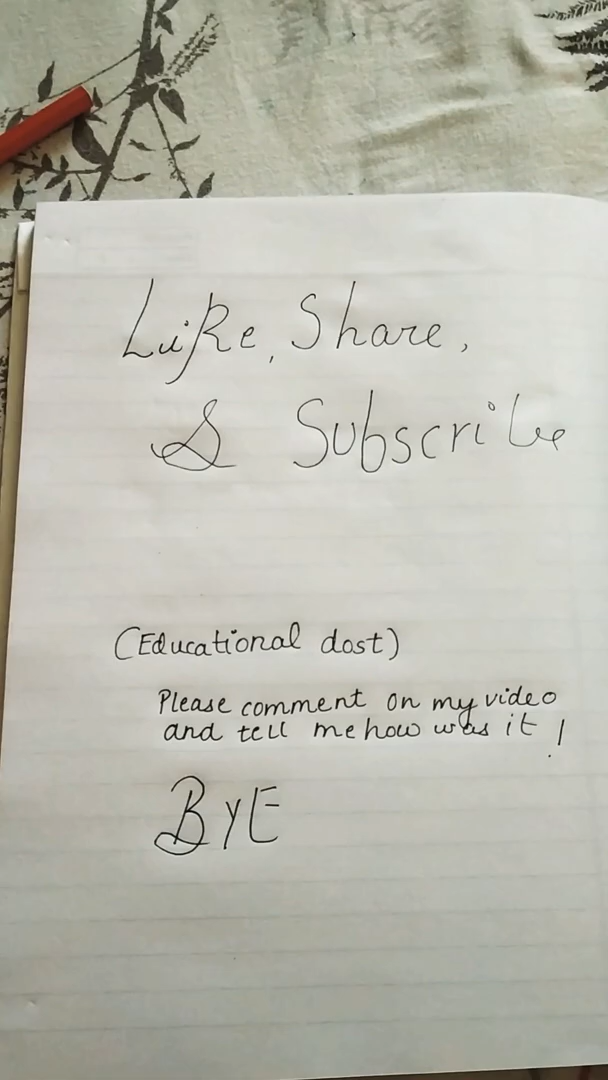 Like, Share,
& Subscribe
(Educational dost)
Please comment on my video
and tell me how was it !
BYE